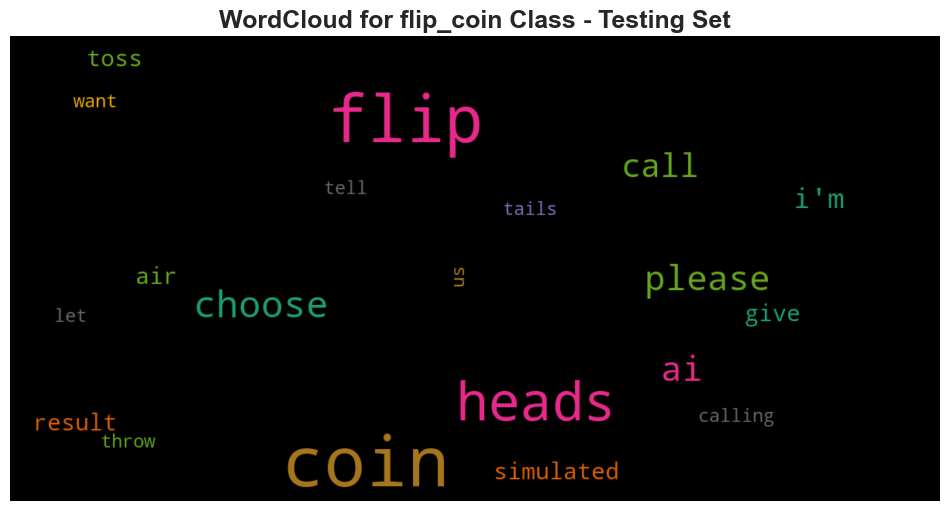 WordCloud for flip_coin Class - Testing Set
toss
want
flip
call
tell
i'm
tails
air
us
please
choose
give
let
ai
heads
calling
result
throw
coin
simulated